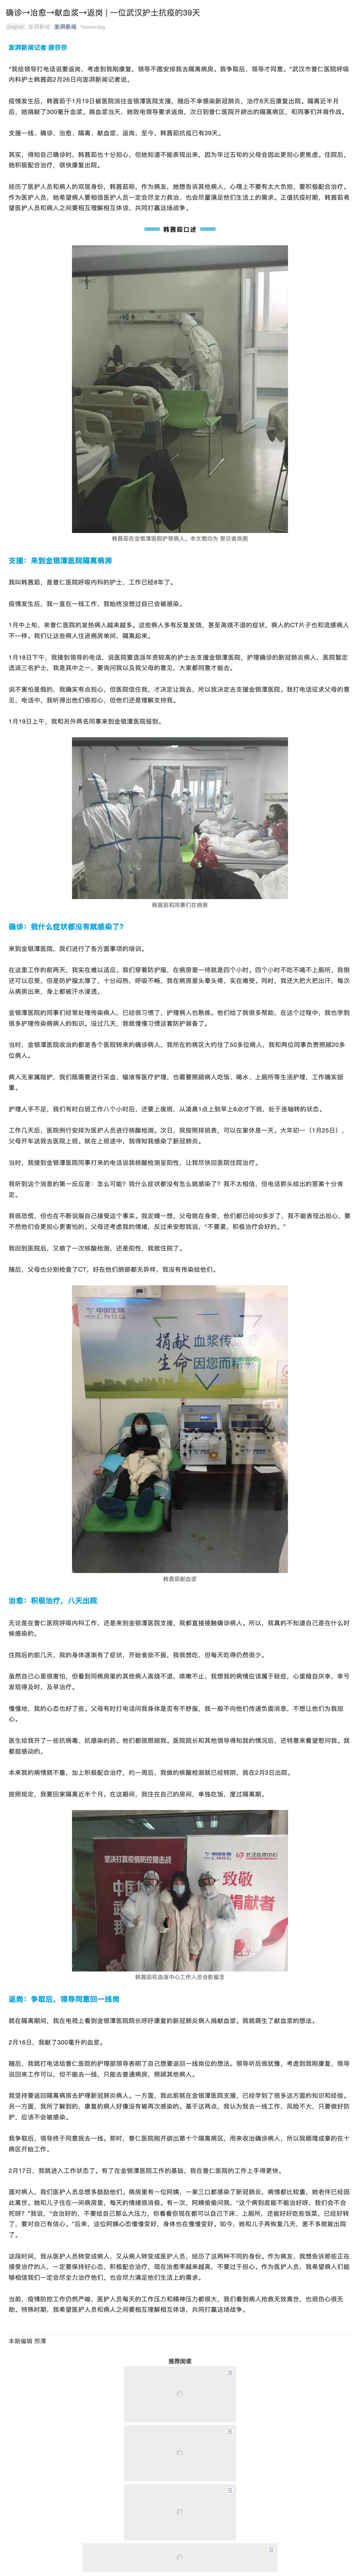 确诊→治愈→献血浆→返岗 | 一位武汉护士抗疫的39天
Original 澎湃新闻 澎湃新闻 Yesterday
澎湃新闻记者 薛莎莎
“我给领导打电话说要返岗，考虑到我刚康复，领导不愿安排我去隔离病房。我争取后，领导才同意。”武汉市普仁医院呼吸
内科护士韩茜茹2月26日向澎湃新闻记者说。
疫情发生后，韩茜茹于1月19日被医院派往金银潭医院支援，随后不幸感染新冠肺炎，治疗8天后康复出院。隔离近半月
后，她捐献了300毫升血浆。捐血浆当天，她致电领导要求返岗，次日到普仁医院开辟出的隔离病区，和同事们并肩作战。
支援一线、确诊、治愈、隔离、献血浆、返岗，至今，韩茜茹抗疫已有39天。
其实，得知自己确诊时，韩茜茹也十分担心，但她知道不能表现出来，因为年过五旬的父母会因此更担心更焦虑。住院后，
她积极配合治疗，很快康复出院。
经历了医护人员和病人的双层身份，韩茜茹称，作为病友，她想告诉其他病人，心理上不要有太大负担，要积极配合治疗。
作为医护人员，她希望病人要相信医护人员一定会尽全力救治，也会尽量满足他们生活上的需求。正值抗疫时期，韩茜茹希
望医护人员和病人之间要相互理解相互体谅，共同打赢这场战争。
韩茜茹口述
韩茜茹在金银潭医院护理病人。本文图均为 受访者供图
支援：来到金银潭医院隔离病房
我叫韩茜茹，是普仁医院呼吸内科的护士，工作已经8年了。
疫情发生后，我一直在一线工作，我始终没想过自己会被感染。
1月中上旬，来普仁医院的发热病人越来越多。这些病人多有反复发烧，甚至高烧不退的症状，病人的CT片子也和流感病人
不一样。我们让这些病人住进病房单间，隔离起来。
1月18日下午，我接到领导的电话，说医院要选派年资较高的护士去支援金银潭医院，护理确诊的新冠肺炎病人，医院暂定
选派三名护士，我是其中之一，要询问我以及我父母的意见，大家都同意才能去。
说不害怕是假的，我确实有点担心，但医院信任我，才决定让我去，所以我决定去支援金银潭医院。我打电话征求父母的意
见，电话中，我听得出他们很担心，但他们还是理解支持我。
1月19日上午，我和另外两名同事来到金银潭医院报到。
韩茜茹和同事们在病房
确诊：我什么症状都没有就感染了？
来到金银潭医院，我们进行了各方面事项的培训。
在这里工作的前两天，我实在难以适应。我们穿着防护服，在病房里一待就是四个小时。四个小时不吃不喝不上厕所，我倒
还可以忍受，但是防护服太厚了，十分闷热，呼吸不畅，我在病房里头晕头疼，实在难受。同时，我还大把大把出汗，每次
从病房出来，身上都被汗水浸透。
金银潭医院的同事们经常处理传染病人，已经很习惯了，护理病人也熟练。他们给了我很多帮助，在这个过程中，我也学到
很多护理传染病病人的知识。没过几天，我就慢慢习惯这套防护装备了。
当时，金银潭医院收治的都是各个医院转来的确诊病人，我所在的病区大约住了50多位病人，我和两位同事负责照顾20多
位病人。
病人无家属陪护，我们既需要进行采血、输液等医疗护理，也需要照顾病人吃饭、喝水、上厕所等生活护理，工作确实挺
重。
护理人手不足，我们有时白班工作八个小时后，还要上夜班，从凌晨1点上到早上8点才下班，处于连轴转的状态。
工作几天后，医院例行安排为医护人员进行核酸检测。次日，我按照排班表，可以在家休息一天。大年初一（1月25日），
父母开车送我去医院上班。就在上班途中，我得知我感染了新冠肺炎。
当时，我接到金银潭医院同事打来的电话说我核酸检测呈阳性，让我尽快回医院住院治疗。
我听到这个消息的第一反应是：怎么可能？我什么症状都没有怎么就感染了？我不太相信，但电话那头给出的答案十分肯
定。
我很恐慌，但也在不断说服自己接受这个事实。我定睛一想，父母就在身旁，他们都已经50多岁了，我不能表现出担心，要
不然他们会更担心更害怕的。父母还考虑我的情绪，反过来安慰我说，“不要紧，积极治疗会好的。”
我回到医院后，又做了一次核酸检测，还是阳性，我就住院了。
随后，父母也分别检查了CT，好在他们肺部都无异样，我没有传染给他们。
中国生物
CNBG
捐献
生命
血浆传递
因您而精彩
韩茜茹献血浆
治愈：积极治疗，八天出院
无论是在普仁医院呼吸内科工作，还是来到金银潭医院支援，我都直接接触确诊病人。所以，我真的不知道自己是在什么时
候感染的。
住院后的前几天，我的身体逐渐有了症状，开始食欲不振，我很想吃，但每天吃得仍然很少。
虽然自己心里很害怕，但看到同病房里的其他病人高烧不退，咳嗽不止，我想我的病情应该属于轻症，心里暗自庆幸，幸亏
发现得及时，及早治疗。
慢慢地，我的心态也好了些。父母有时打电话问我身体是否有不舒服，我一般不向他们传递负面消息，不想让他们为我担
心。
医生给我开了一些抗病毒、抗感染的药。他们都很照顾我。医院院长和其他领导得知我的情况后，还特意来看望慰问我。我
都挺感动的。
本来我的病情就不重，加上积极配合治疗，约一周后，我做的核酸检测就已经转阴，我在2月3日出院。
按照规定，我要回家隔离近半个月。在这期间，我住在自己的房间，单独吃饭，度过隔离期。
坚决打赢疫情防控阻击战
中国生物
CNBG
武汉血液中心
致敬
捐献者
韩茜茹和血液中心工作人员合影留念
返岗：争取后，领导同意回一线岗
就在隔离期间，我在电视上看到金银潭医院院长呼吁康复的新冠肺炎病人捐献血浆。我就萌生了献血浆的想法。
2月16日，我献了300毫升的血浆。
随后，我就打电话给普仁医院的护理部领导表明了自己想要返回一线岗位的想法。领导听后很犹豫，考虑到我刚康复，领导
说回来工作可以，但不能去一线，只能去普通病房，照顾其他病人。
我坚持要返回隔离病房去护理新冠肺炎病人。一方面，我此前就在金银潭医院支援，已经学到了很多这方面的知识和经验。
另一方面，我所了解到的，康复的病人好像没有被再次感染的。基于这两点，我认为我去一线工作，风险不大，只要做好防
护，应该不会被感染。
我争取后，领导终于同意我去一线。那时，普仁医院刚开辟出第十个隔离病区，用来收治确诊病人，所以我顺理成章的在十
病区开始工作。
2月17日，我就进入工作状态了。有了在金银潭医院工作的基础，我在普仁医院的工作上手得更快。
面对病人，我们医护人员总想多鼓励他们。病房里有一位阿姨，一家三口都感染了新冠肺炎，病情都比较重，她老伴已经因
此离世。她和儿子住在一间病房里，每天的情绪很消极。有一次，阿姨偷偷问我，“这个病到底能不能治好呀，我们会不会
死呀？”我说，“会治好的，不要给自己那么大压力，你看看你现在都可以自己下床、上厕所，还能好好吃些饭菜，已经好转
了，要对自己有信心。”后来，这位阿姨心态慢慢变好，身体也在慢慢变好。如今，她和儿子再恢复几天，差不多就能出院
了。
这段时间，我从医护人员转变成病人，又从病人转变成医护人员，经历了这两种不同的身份。作为病友，我想告诉那些正在
接受治疗的人，一定要保持好心态，积极配合治疗，现在治愈率越来越高，不要过于担心。作为医护人员，我希望病人们能
够相信我们一定会尽全力治疗他们，也会尽力满足他们生活上的需求。
当前，疫情防控工作仍然严峻，医护人员每天的工作压力和精神压力都很大，我们看到病人抢救无效离世，也很伤心很无
助。特殊时期，我希望医护人员和病人之间要相互理解相互体谅，共同打赢这场战争。
本期编辑 邢潭
推荐阅读